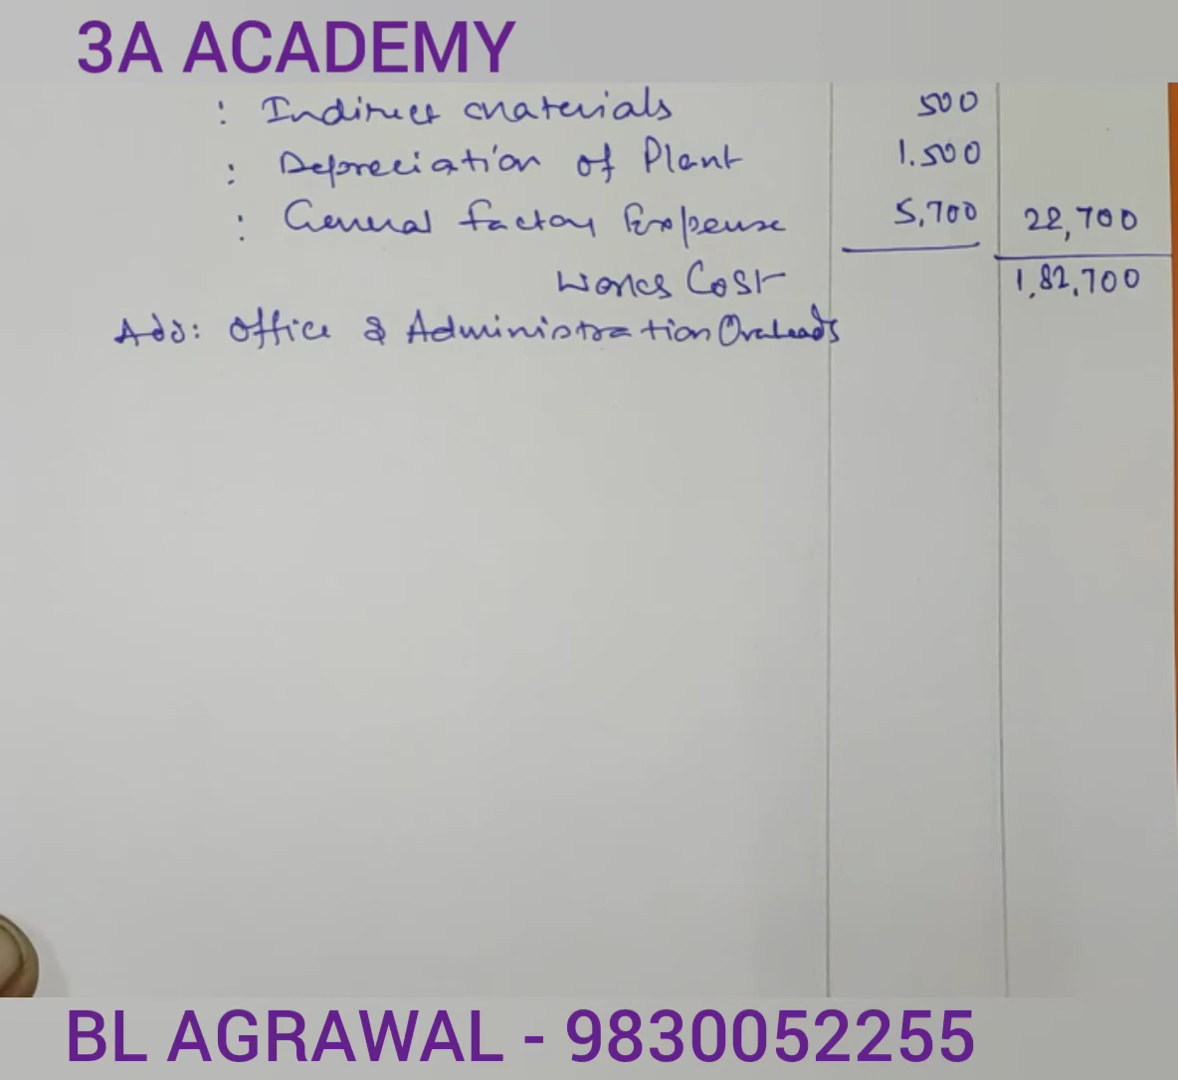 3A ACADEMY
: Indirect materials 500
: Depreciation of Plant 1.500
: General Factory Expense 5,700 22,700
Works Cost 1,82,700
Add: Office & Administration Overheads
BL AGRAWAL - 9830052255